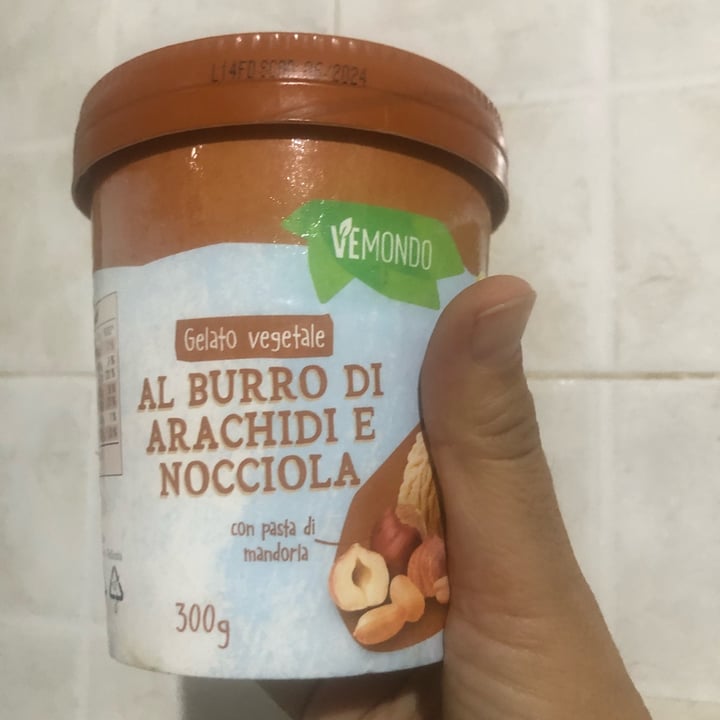 VEMONDO
Gelato vegetale
AL BURRO DI
ARACHIDI E
NOCCIOLA
con pasta di
mandorla
300g